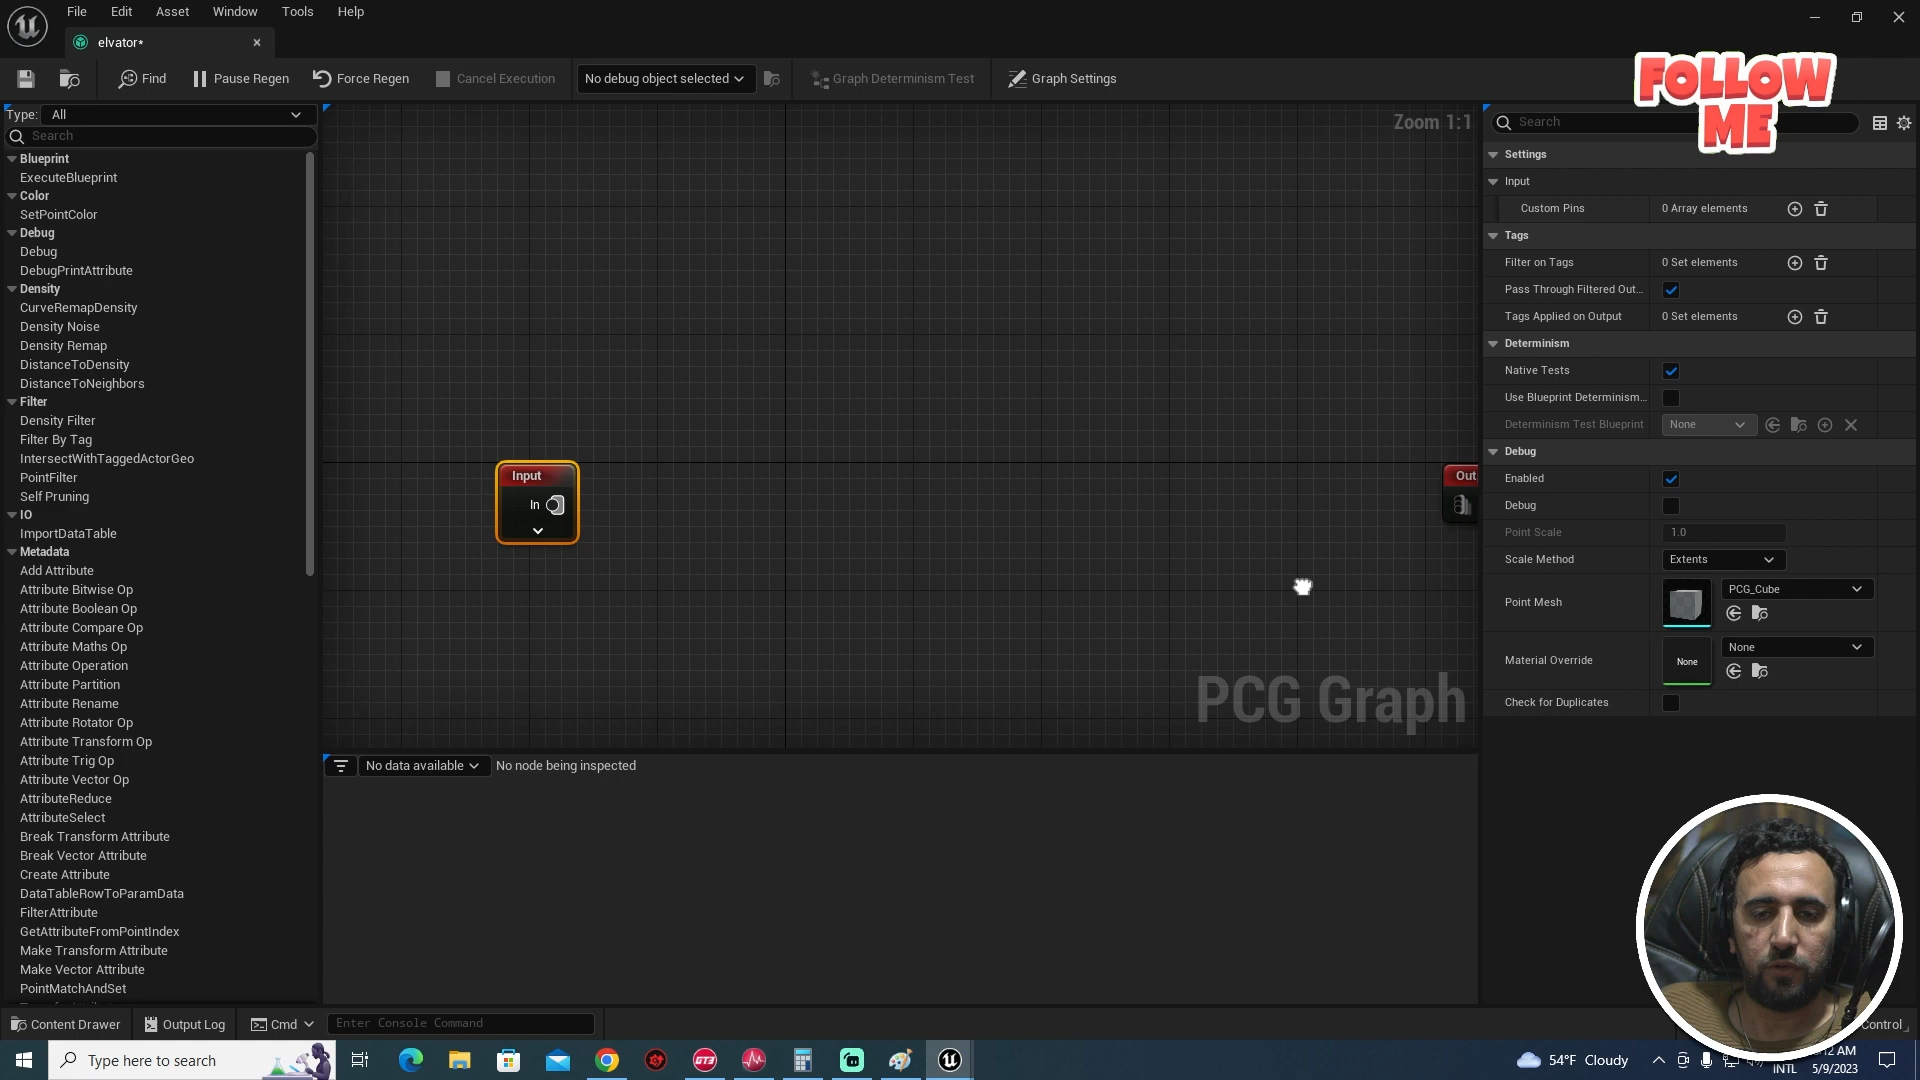 File Edit Asset Window Tools Help
elvator*
Find Pause Regen Force Regen Cancel Execution No debug object selected Graph Determinism Test Graph Settings
FOLLOW
ME
Type: All
Search
Blueprint
ExecuteBlueprint
Color
SetPointColor
Debug
Debug
DebugPrintAttribute
Density
CurveRemapDensity
Density Noise
Density Remap
DistanceToDensity
DistanceToNeighbors
Filter
Density Filter
Filter By Tag
IntersectWithTaggedActorGeo
PointFilter
Self Pruning
IO
ImportDataTable
Metadata
Add Attribute
Attribute Bitwise Op
Attribute Boolean Op
Attribute Compare Op
Attribute Maths Op
Attribute Operation
Attribute Partition
Attribute Rename
Attribute Rotator Op
Attribute Transform Op
Attribute Trig Op
Attribute Vector Op
AttributeReduce
AttributeSelect
Break Transform Attribute
Break Vector Attribute
Create Attribute
DataTableRowToParamData
FilterAttribute
GetAttributeFromPointIndex
Make Transform Attribute
Make Vector Attribute
PointMatchAndSet
Zoom 1:1
Input
In
Out
PCG Graph
No data available No node being inspected
Search
Settings
Input
Custom Pins 0 Array elements
Tags
Filter on Tags 0 Set elements
Pass Through Filtered Out...
Tags Applied on Output 0 Set elements
Determinism
Native Tests
Use Blueprint Determinism...
Determinism Test Blueprint None
Debug
Enabled
Debug
Point Scale 1.0
Scale Method Extents
Point Mesh PCG_Cube
Material Override None None
Check for Duplicates
Content Drawer Output Log Cmd Enter Console Command Control
Type here to search GT3 54°F Cloudy 12 AM
INTL 5/9/2023